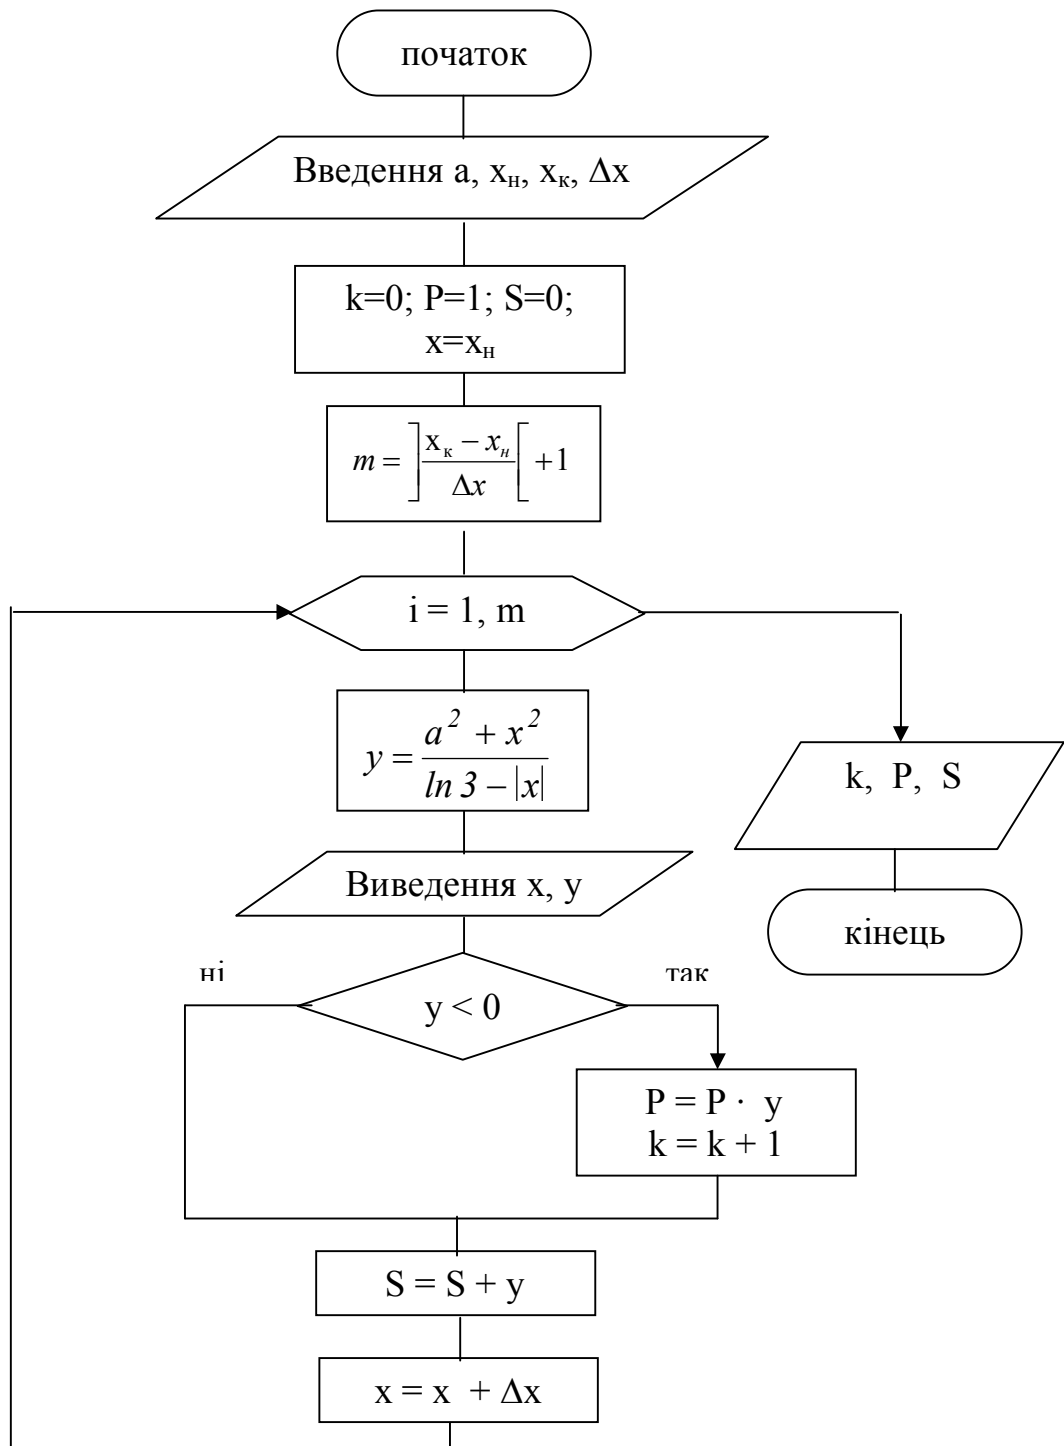 початок
Введення a, xн, xк, Δx
k=0; P=1; S=0;
x=xн
m = ] (xк − xн) / Δx [ + 1
i = 1, m
y = (a² + x²) / (ln 3 − |x|)
k, P, S
Виведення x, y
кінець
ні
так
y < 0
P = P · y
k = k + 1
S = S + y
x = x + Δx